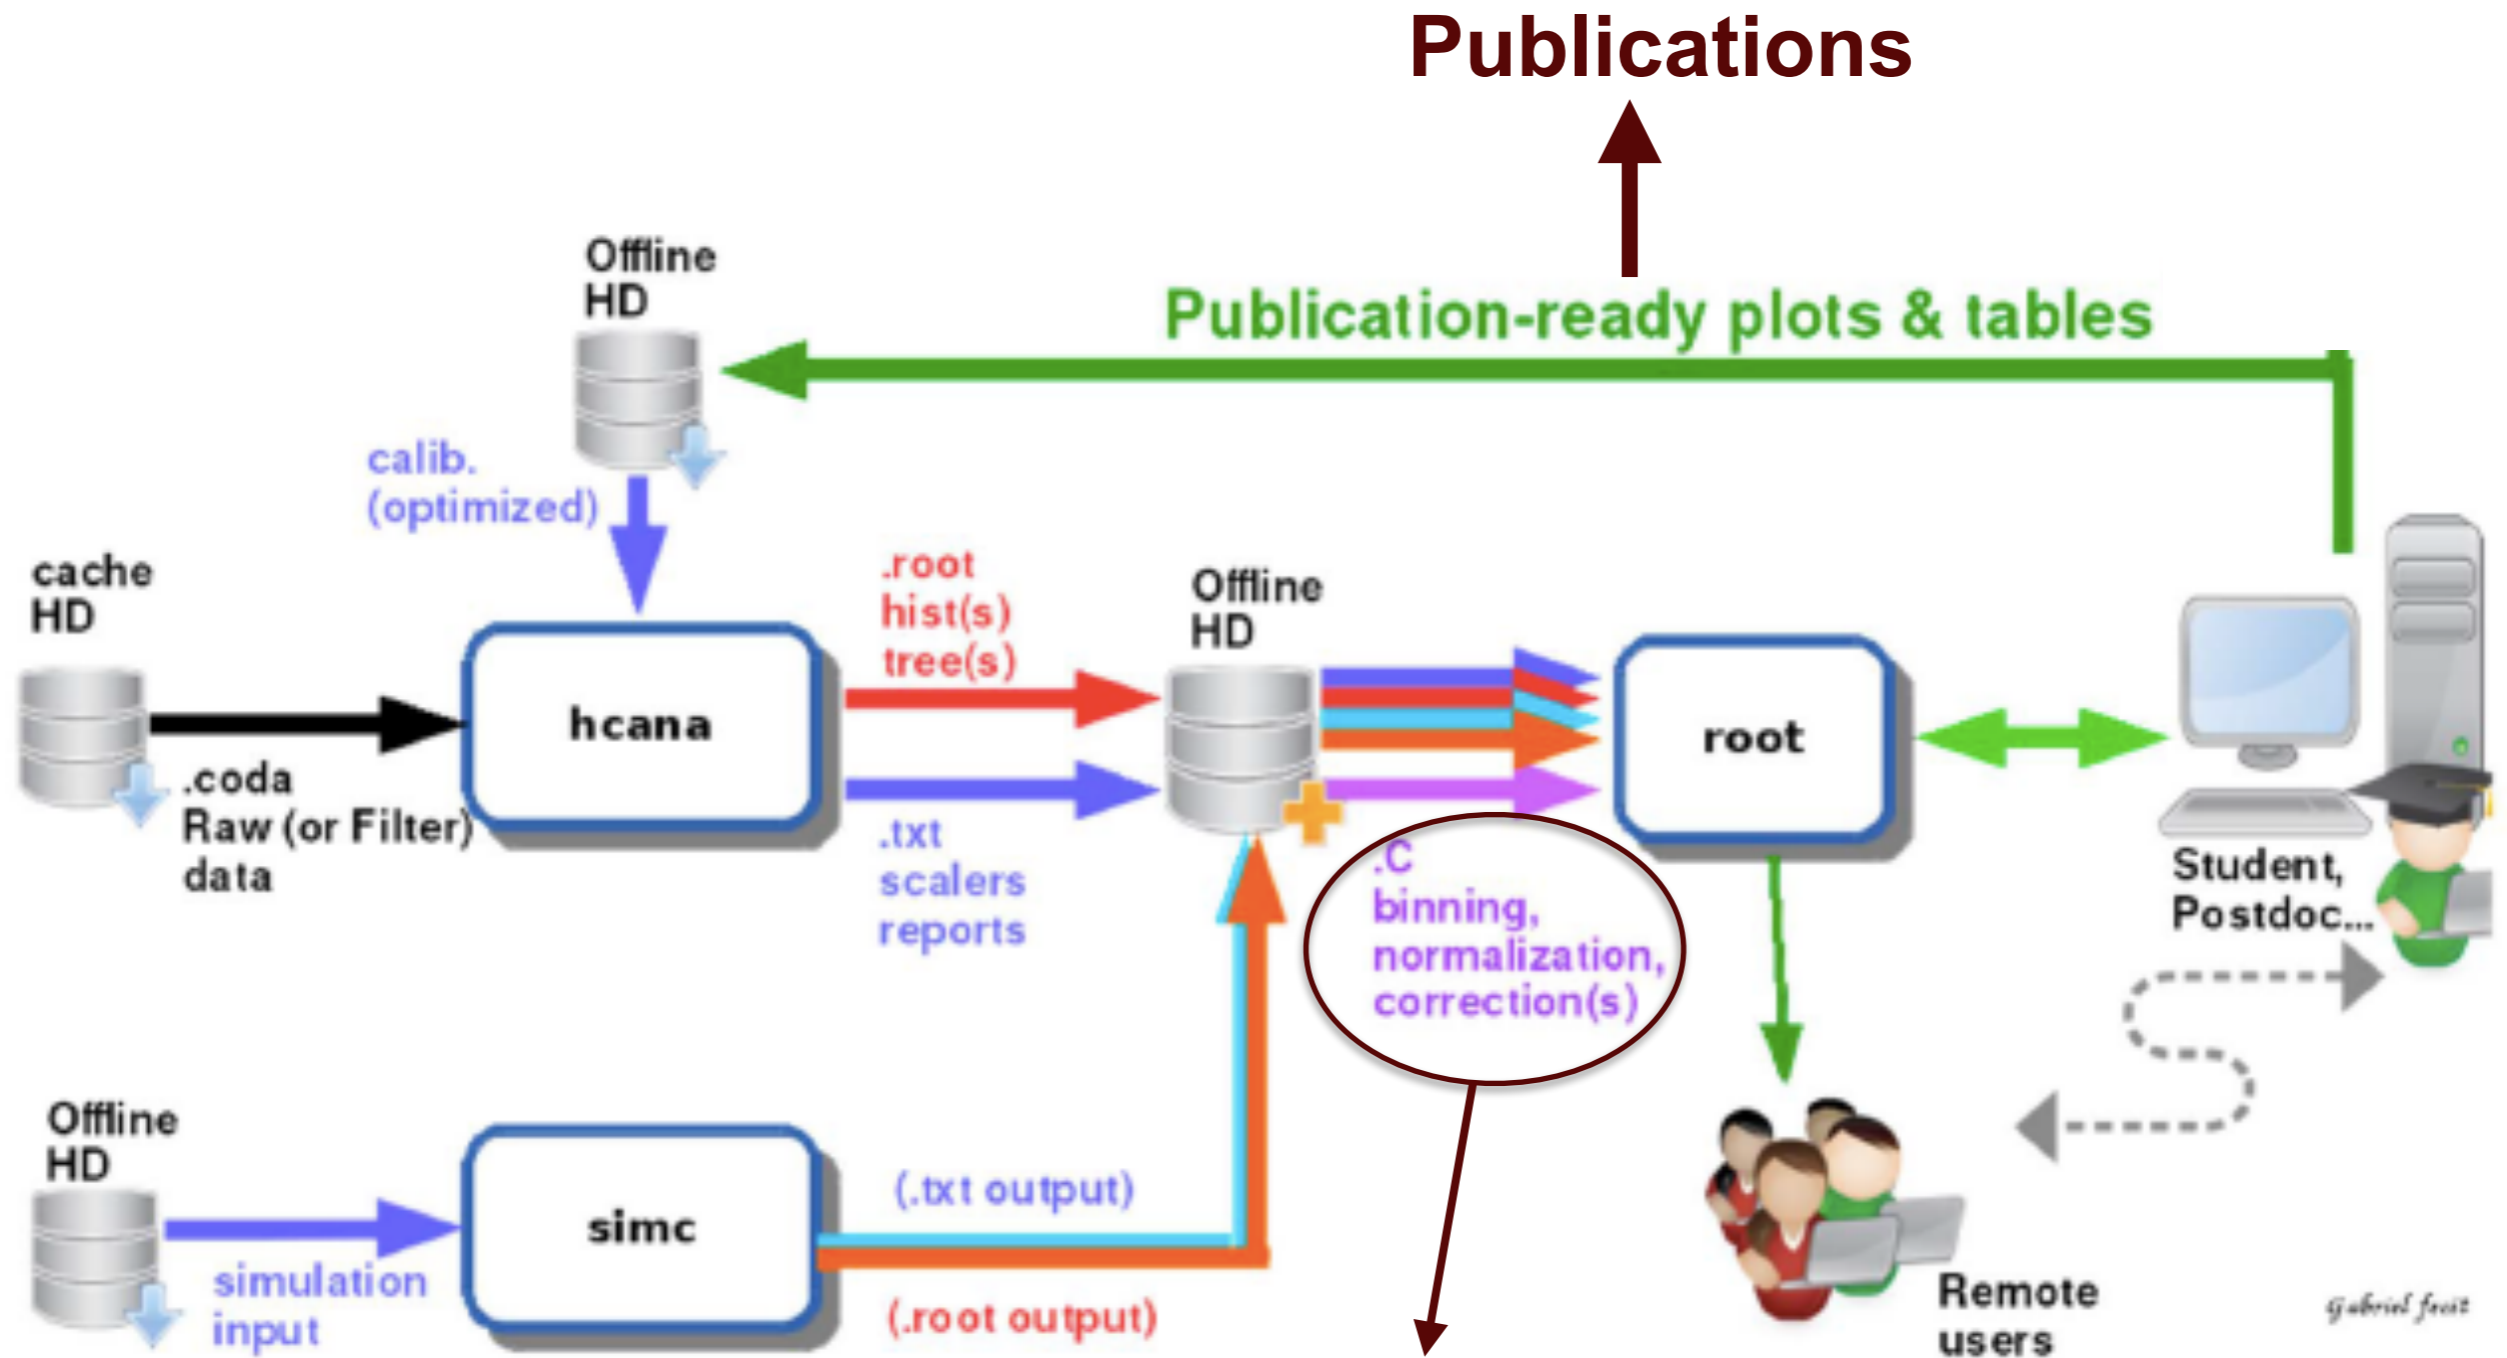 Publications
Offline
HD
Publication-ready plots & tables
calib.
(optimized)
cache
HD
.coda
Raw (or Filter)
data
hcana
.root
hist(s)
tree(s)
.txt
scalers
reports
Offline
HD
.C
binning,
normalization,
correction(s)
root
Student,
Postdoc...
Offline
HD
simulation
input
simc
(.txt output)
(.root output)
Remote
users
Gabriel fecit